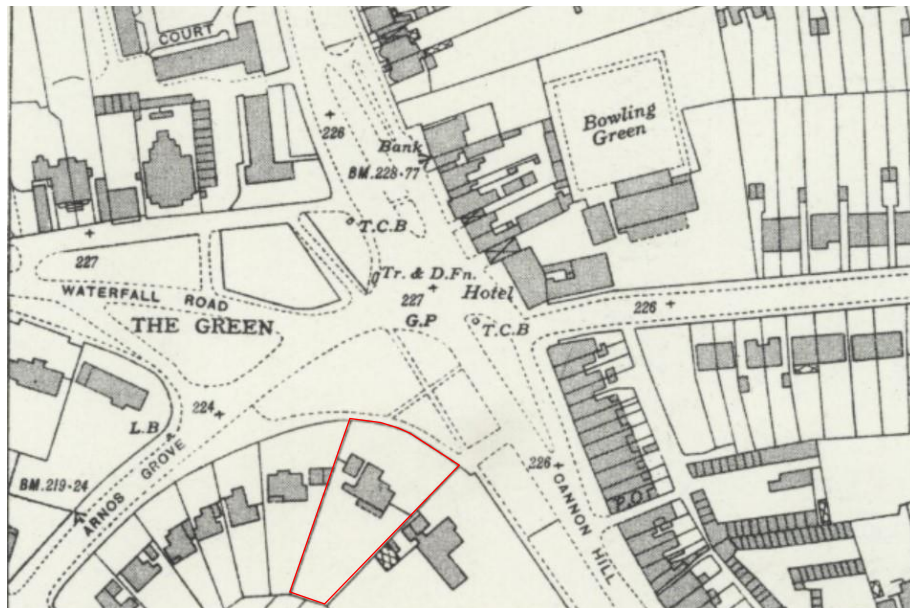 COURT
226
Bank
BM.228·77
Bowling
Green
T.C.B
227
WATERFALL ROAD
THE GREEN
Tr. & D.Fn.
227
Hotel
G.P
T.C.B
226
224
L.B
BM.219·24
ARNOS GROVE
226
CANNON HILL
P.O.